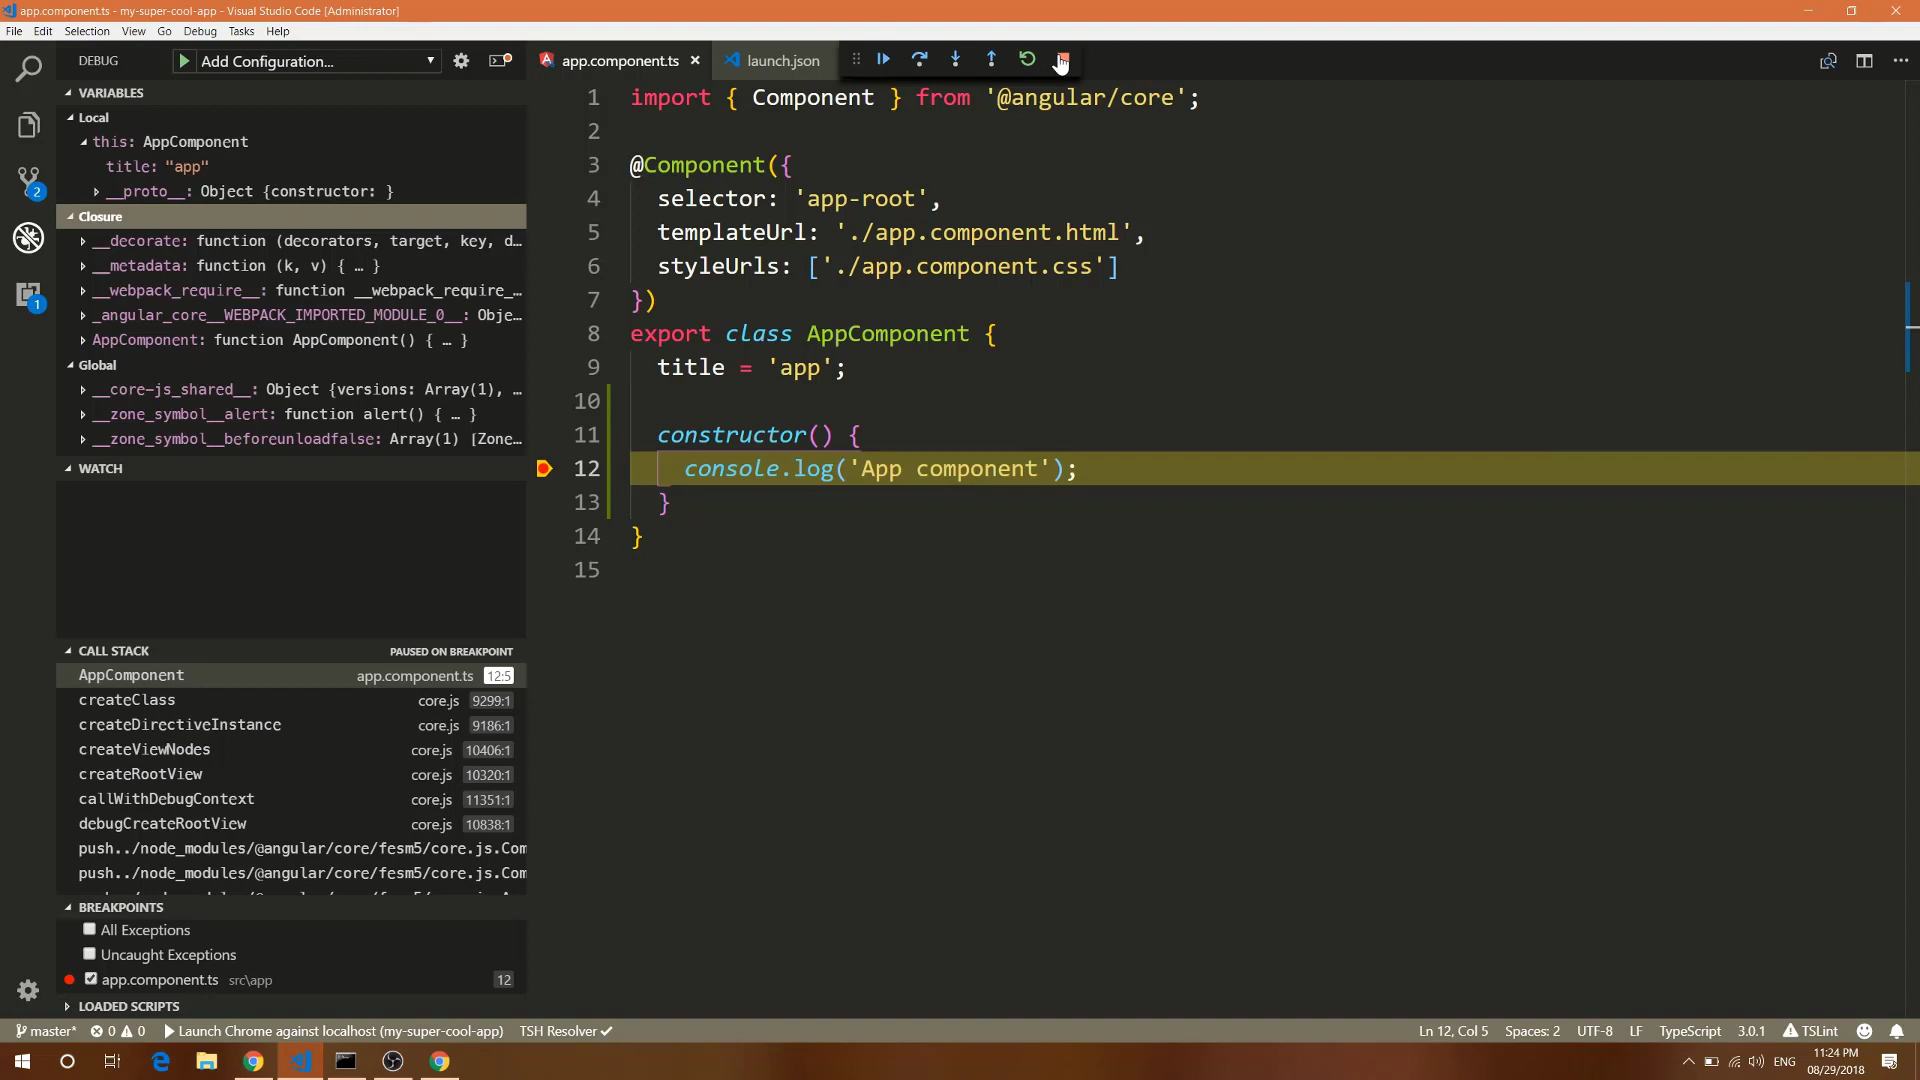 app.component.ts - my-super-cool-app - Visual Studio Code [Administrator]
File Edit Selection View Go Debug Tasks Help
DEBUG Add Configuration... app.component.ts launch.json
VARIABLES
Local
this: AppComponent
title: "app"
__proto__: Object {constructor: }
Closure
__decorate: function (decorators, target, key, d…
__metadata: function (k, v) { … }
__webpack_require__: function __webpack_require_…
_angular_core__WEBPACK_IMPORTED_MODULE_0__: Obje…
AppComponent: function AppComponent() { … }
Global
__core-js_shared__: Object {versions: Array(1), …
__zone_symbol__alert: function alert() { … }
__zone_symbol__beforeunloadfalse: Array(1) [Zone…
WATCH
CALL STACK PAUSED ON BREAKPOINT
AppComponent app.component.ts 12:5
createClass core.js 9299:1
createDirectiveInstance core.js 9186:1
createViewNodes core.js 10406:1
createRootView core.js 10320:1
callWithDebugContext core.js 11351:1
debugCreateRootView core.js 10838:1
push../node_modules/@angular/core/fesm5/core.js.Com
push../node_modules/@angular/core/fesm5/core.js.Com
BREAKPOINTS
All Exceptions
Uncaught Exceptions
app.component.ts src\app 12
LOADED SCRIPTS
2
1
1 import { Component } from '@angular/core';
2
3 @Component({
4 selector: 'app-root',
5 templateUrl: './app.component.html',
6 styleUrls: ['./app.component.css']
7 })
8 export class AppComponent {
9 title = 'app';
10
11 constructor() {
12 console.log('App component');
13 }
14 }
15
master* 0 0 Launch Chrome against localhost (my-super-cool-app) TSH Resolver Ln 12, Col 5 Spaces: 2 UTF-8 LF TypeScript 3.0.1 TSLint
ENG 11:24 PM
08/29/2018